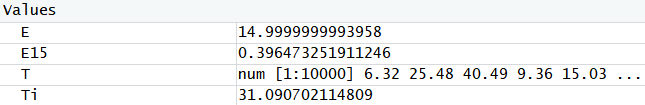 Values
E 14.9999999993958
E15 0.396473251911246
T num [1:10000] 6.32 25.48 40.49 9.36 15.03 ...
Ti 31.090702114809